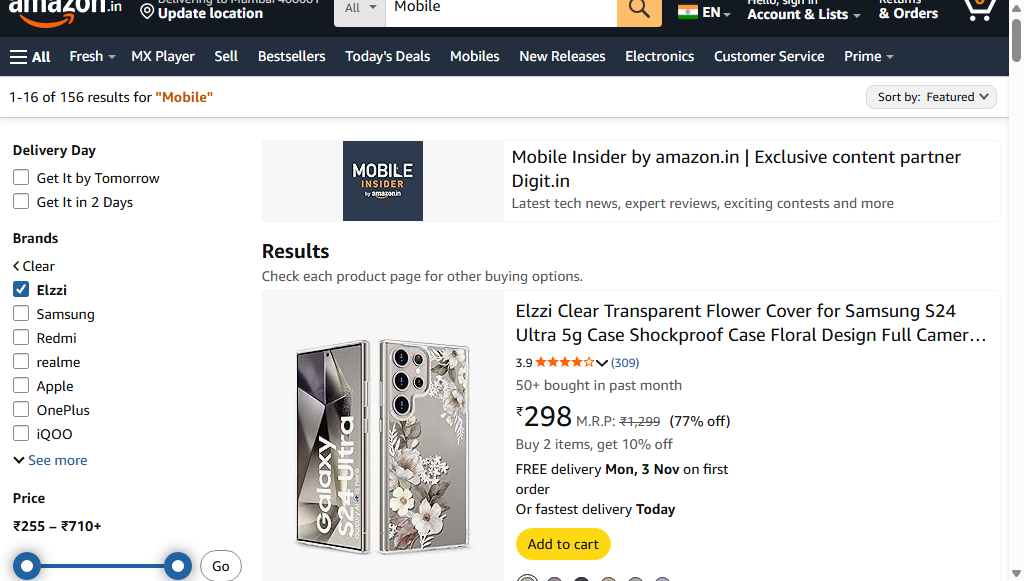 amazon.in
Delivering to Mumbai 400001
Update location
All
Mobile
EN
Hello, sign in
Account & Lists
Returns
& Orders
All
Fresh
MX Player
Sell
Bestsellers
Today's Deals
Mobiles
New Releases
Electronics
Customer Service
Prime
1-16 of 156 results for "Mobile"
Sort by: Featured
Delivery Day
Get It by Tomorrow
Get It in 2 Days
Brands
Clear
Elzzi
Samsung
Redmi
realme
Apple
OnePlus
iQOO
See more
Price
₹255 – ₹710+
Go
MOBILE
INSIDER
by amazon.in
Mobile Insider by amazon.in | Exclusive content partner
Digit.in
Latest tech news, expert reviews, exciting contests and more
Results
Check each product page for other buying options.
Galaxy
S24 Ultra
Elzzi Clear Transparent Flower Cover for Samsung S24
Ultra 5g Case Shockproof Case Floral Design Full Camer…
3.9 (309)
50+ bought in past month
₹298 M.R.P: ₹1,299 (77% off)
Buy 2 items, get 10% off
FREE delivery Mon, 3 Nov on first
order
Or fastest delivery Today
Add to cart